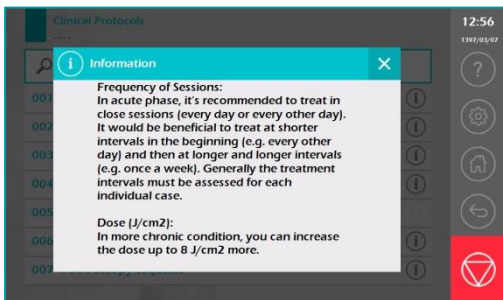 Clinical Protocols
----
12:56
1397/03/07
Information
Frequency of Sessions:
In acute phase, it's recommended to treat in
close sessions (every day or every other day).
It would be beneficial to treat at shorter
intervals in the beginning (e.g. every other
day) and then at longer and longer intervals
(e.g. once a week). Generally the treatment
intervals must be assessed for each
individual case.
Dose (J/cm2):
In more chronic condition, you can increase
the dose up to 8 J/cm2 more.
001
002
003
004
005
006
007